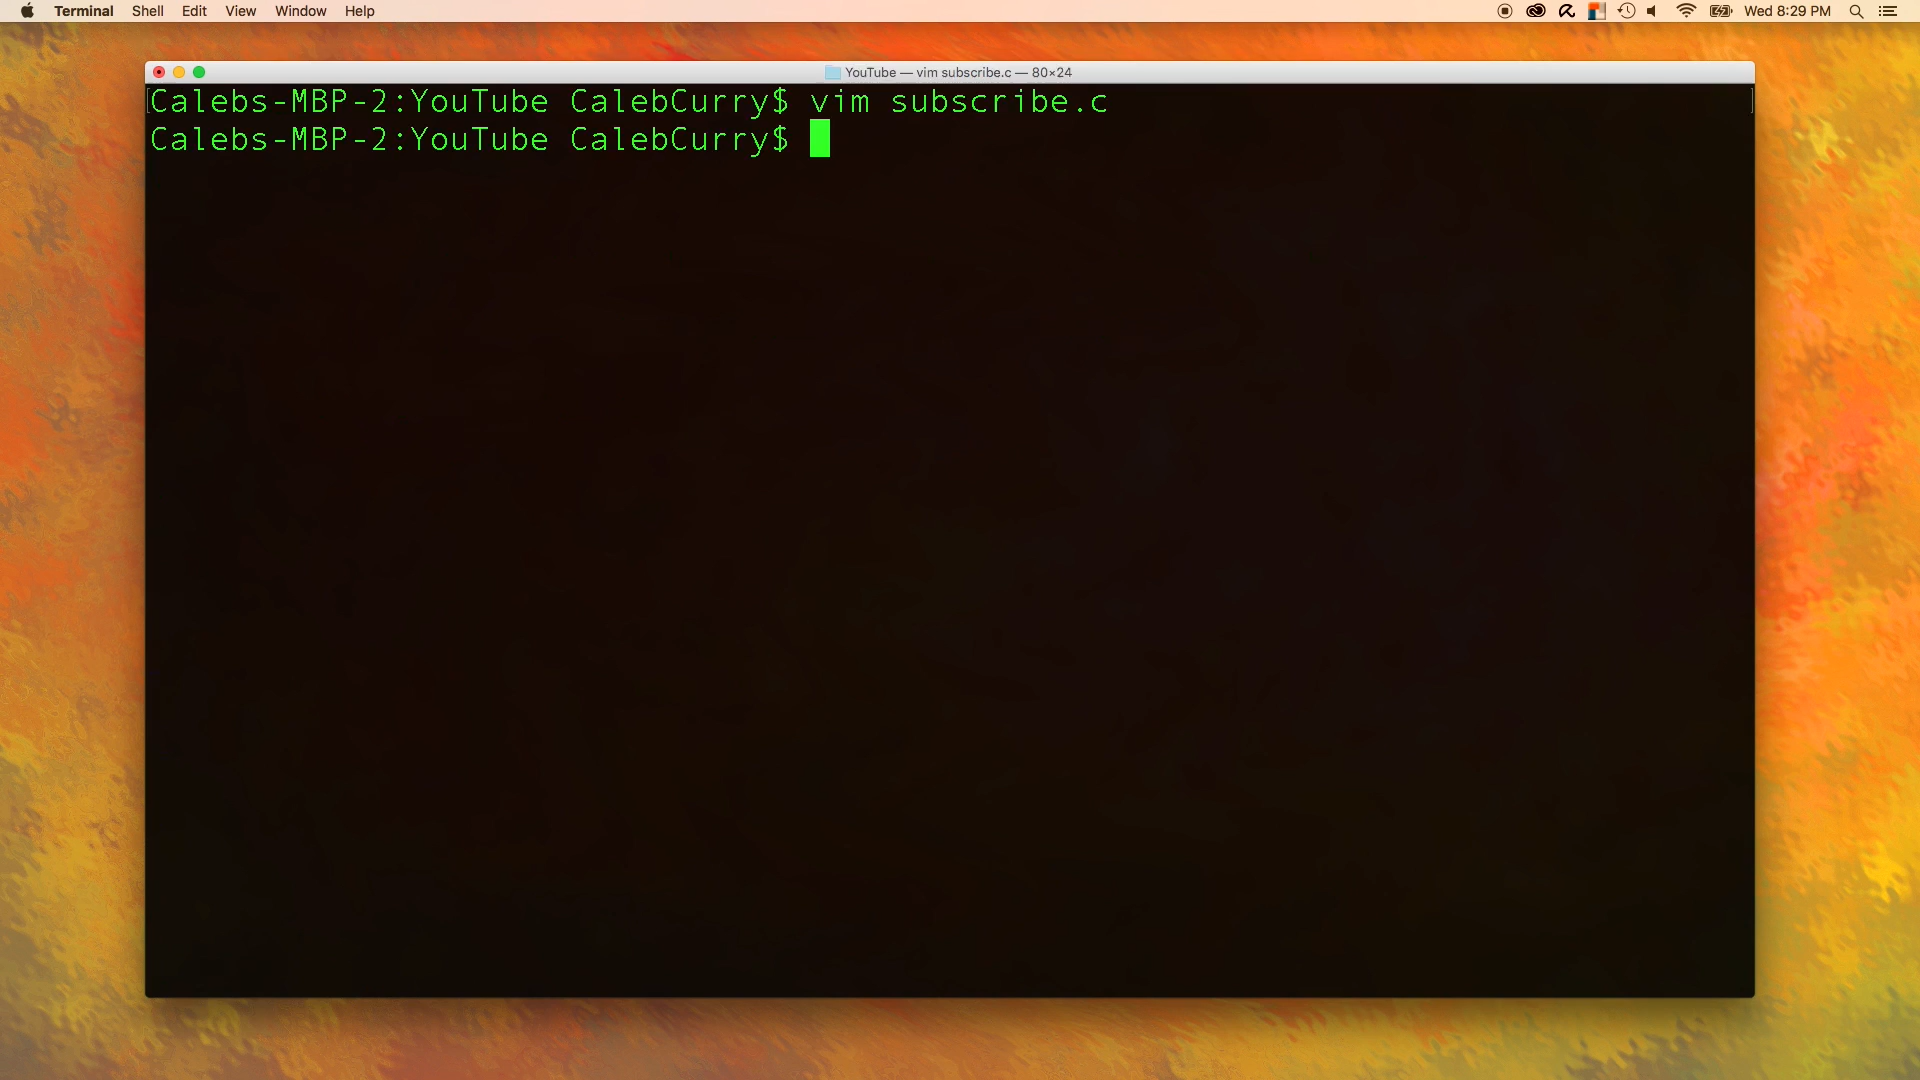 Terminal Shell Edit View Window Help Wed 8:29 PM
YouTube — vim subscribe.c — 80×24
Calebs-MBP-2:YouTube CalebCurry$ vim subscribe.c
Calebs-MBP-2:YouTube CalebCurry$